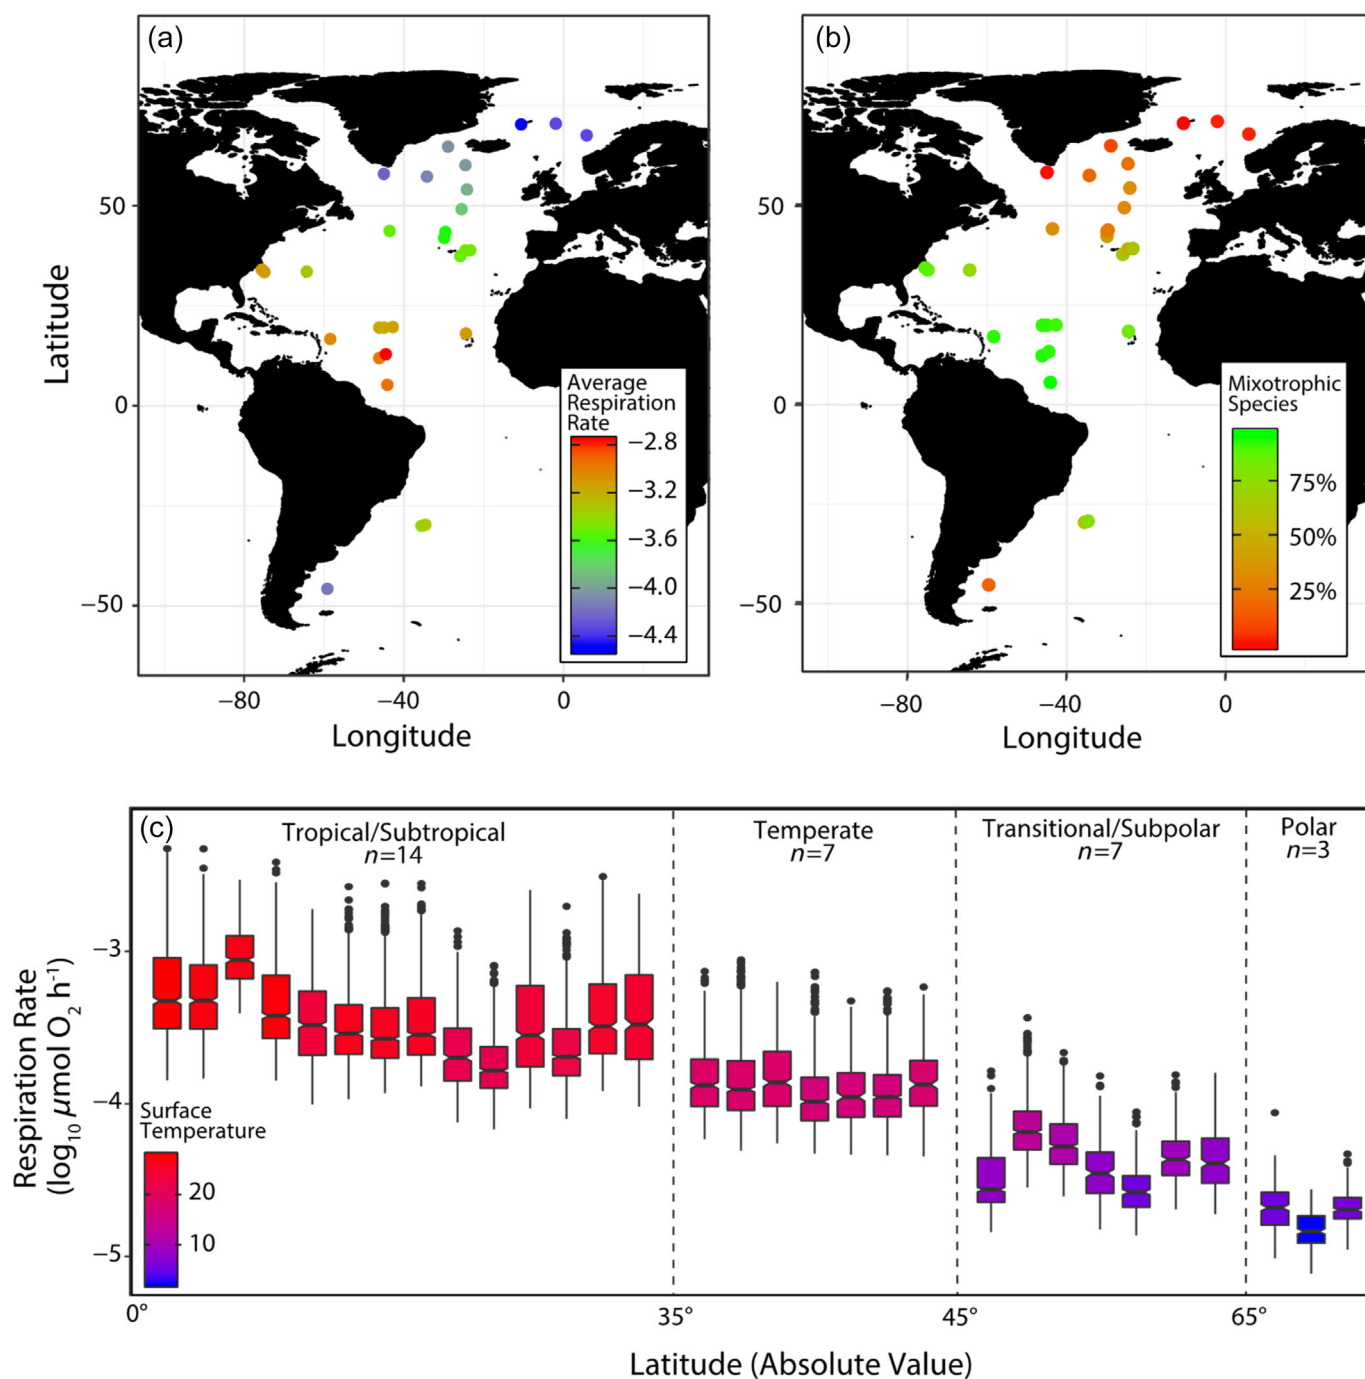 (a)
Latitude
50
0
−50
−80
−40
0
Longitude
Average
Respiration
Rate
−2.8
−3.2
−3.6
−4.0
−4.4
(b)
50
0
−50
−80
−40
0
Longitude
Mixotrophic
Species
75%
50%
25%
(c)
Tropical/Subtropical
n=14
Temperate
n=7
Transitional/Subpolar
n=7
Polar
n=3
Respiration Rate
(log₁₀ µmol O₂ h⁻¹)
−3
−4
−5
Surface
Temperature
20
10
0°
35°
45°
65°
Latitude (Absolute Value)